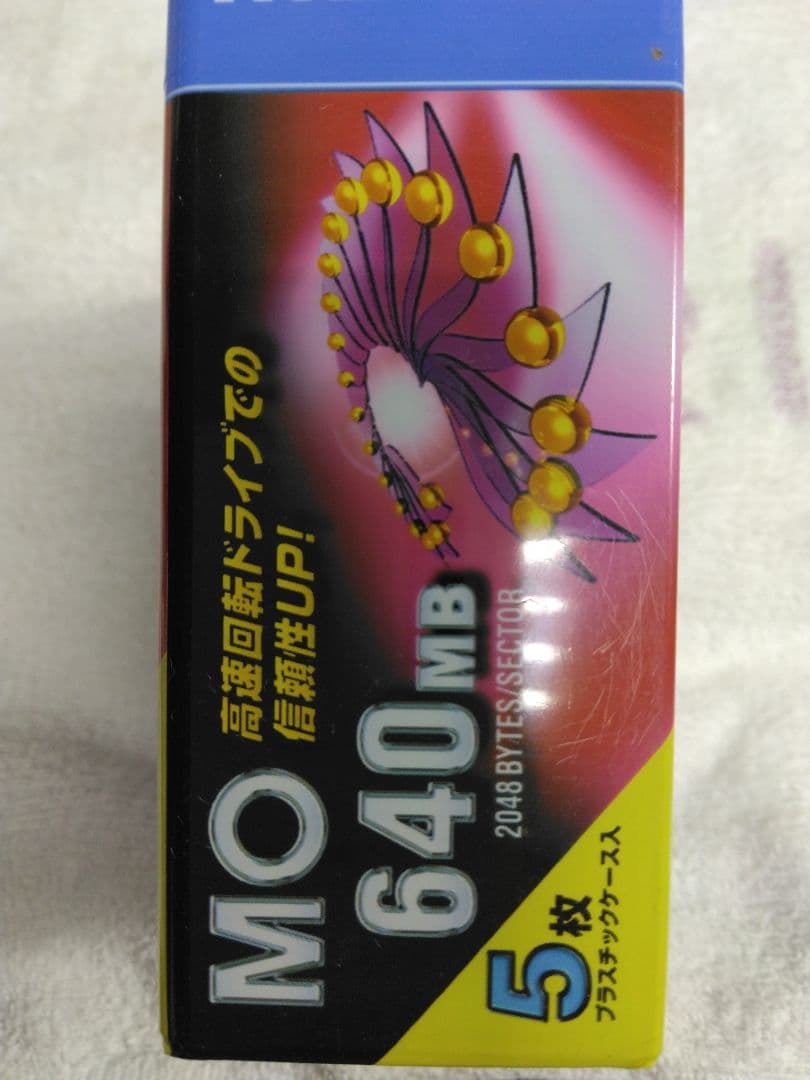 MO
高速回転ドライブでの
信頼性UP!
640MB
2048 BYTES/SECTOR
5枚
プラスチックケース入